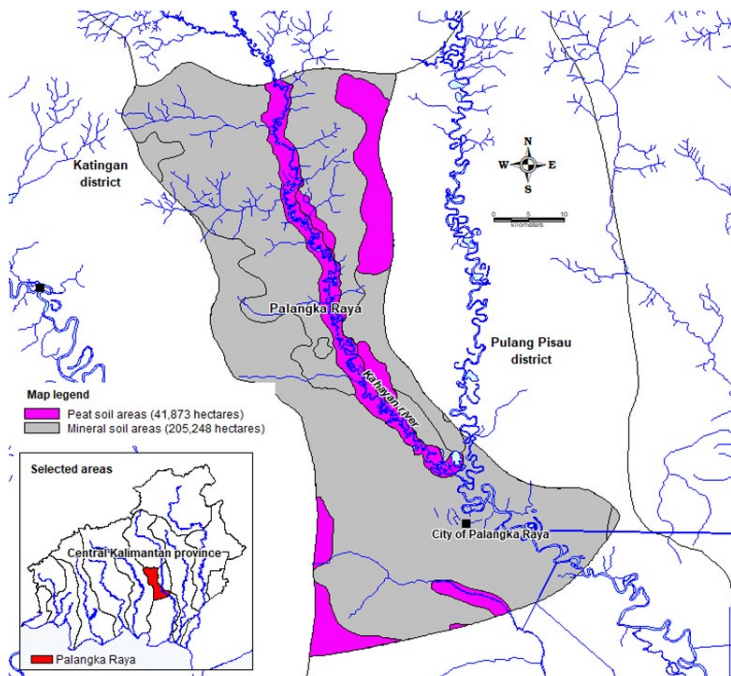 Katingan
district
N
W E
S
0 5 10
kilometers
Palangka Raya
Pulang Pisau
district
Kahayan river
Map legend
Peat soil areas (41,873 hectares)
Mineral soil areas (205,248 hectares)
City of Palangka Raya
Selected areas
Central Kalimantan province
Palangka Raya